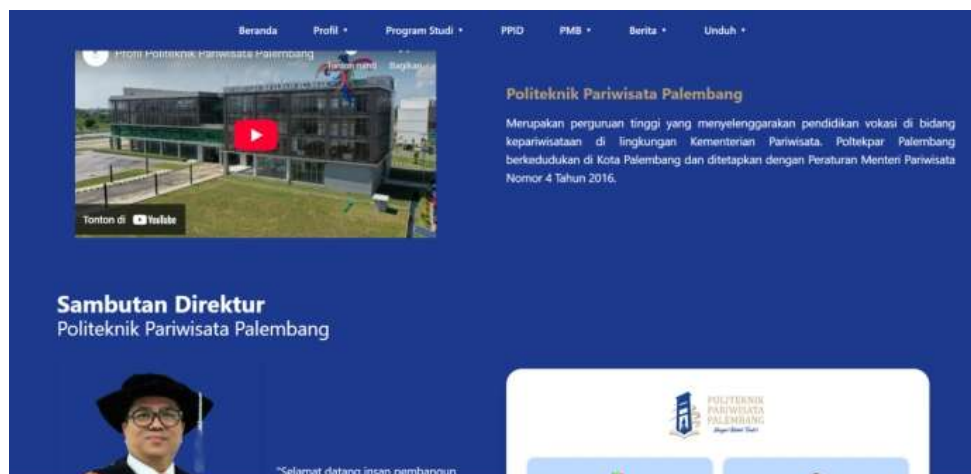 Beranda Profil Program Studi PPID PMB Berita Unduh
Profil Politeknik Pariwisata Palembang
Tonton nanti Bagikan
Tonton di YouTube
Politeknik Pariwisata Palembang
Merupakan perguruan tinggi yang menyelenggarakan pendidikan vokasi di bidang
kepariwisataan di lingkungan Kementerian Pariwisata. Poltekpar Palembang
berkedudukan di Kota Palembang dan ditetapkan dengan Peraturan Menteri Pariwisata
Nomor 4 Tahun 2016.
Sambutan Direktur
Politeknik Pariwisata Palembang
"Selamat datang insan pembangun
POLITEKNIK
PARIWISATA
PALEMBANG